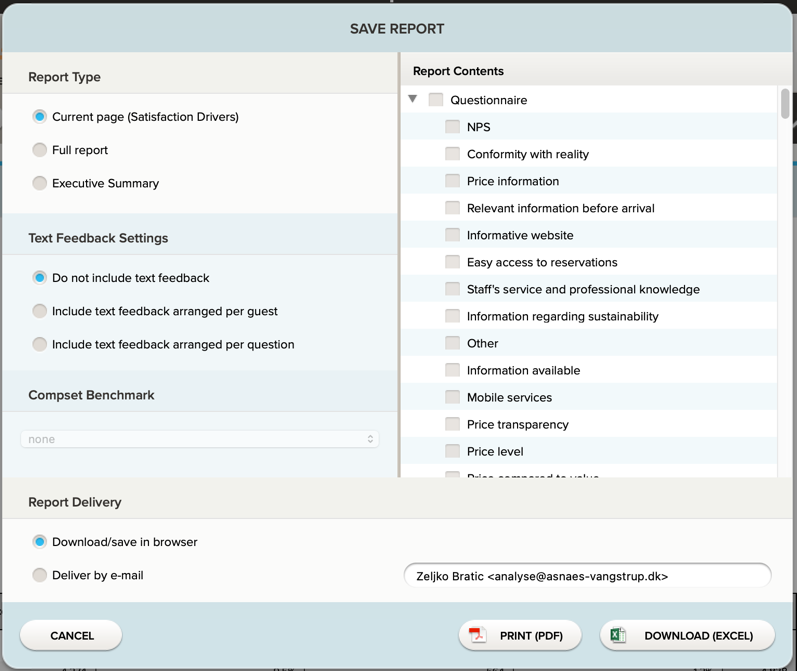 SAVE REPORT
Report Type
Current page (Satisfaction Drivers)
Full report
Executive Summary
Text Feedback Settings
Do not include text feedback
Include text feedback arranged per guest
Include text feedback arranged per question
Compset Benchmark
none
Report Contents
Questionnaire
NPS
Conformity with reality
Price information
Relevant information before arrival
Informative website
Easy access to reservations
Staff's service and professional knowledge
Information regarding sustainability
Other
Information available
Mobile services
Price transparency
Price level
Price compared to value
Report Delivery
Download/save in browser
Deliver by e-mail
Zeljko Bratic <analyse@asnaes-vangstrup.dk>
CANCEL
PRINT (PDF)
DOWNLOAD (EXCEL)